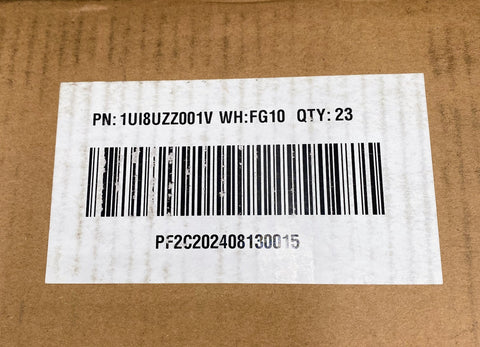 PN: 1UI8UZZ001V WH:FG10 QTY: 23
PF2C202408130015